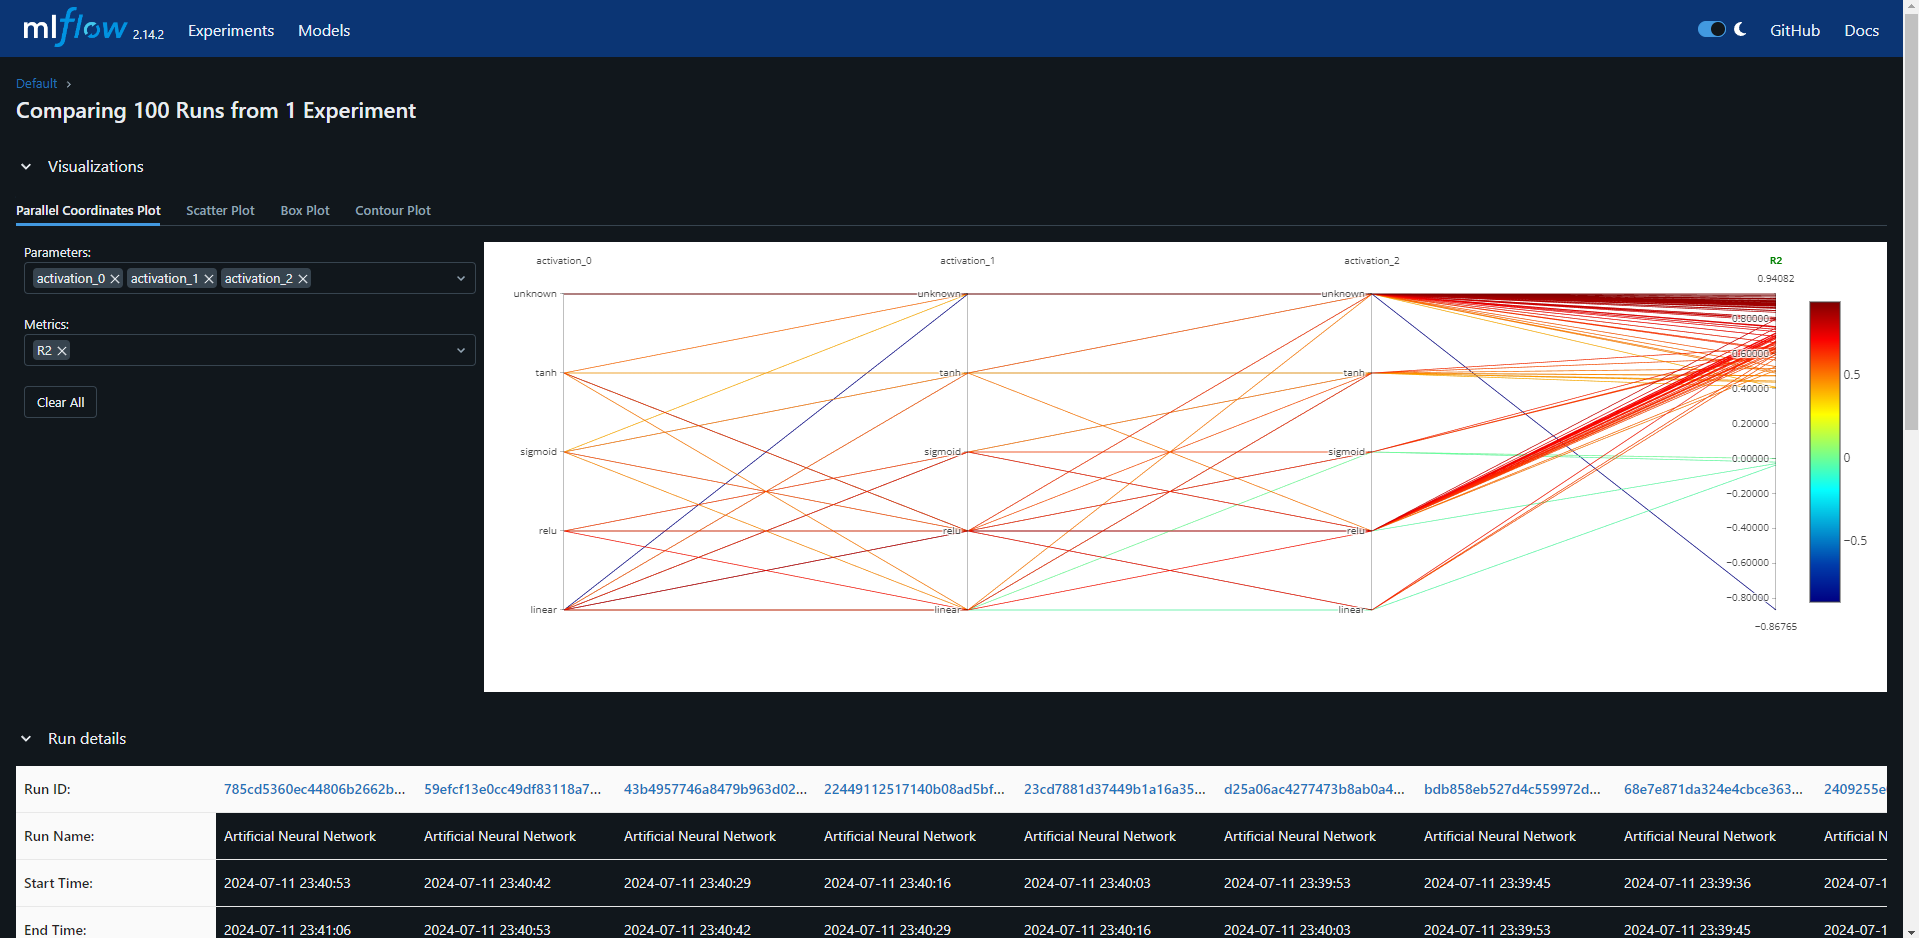 mlflow 2.14.2 Experiments Models GitHub Docs
Default
Comparing 100 Runs from 1 Experiment
Visualizations
Parallel Coordinates Plot Scatter Plot Box Plot Contour Plot
Parameters:
activation_0 activation_1 activation_2
Metrics:
R2
Clear All
activation_0 activation_1 activation_2 R2
0.94082
unknown unknown unknown
tanh tanh tanh
sigmoid sigmoid sigmoid
relu relu relu
linear linear linear
0.80000
0.60000
0.40000
0.20000
0.00000
−0.20000
−0.40000
−0.60000
−0.80000
−0.86765
0.5
0
−0.5
Run details
Run ID: 785cd5360ec44806b2662b... 59efcf13e0cc49df83118a7... 43b4957746a8479b963d02... 22449112517140b08ad5bf... 23cd7881d37449b1a16a35... d25a06ac4277473b8ab0a4... bdb858eb527d4c559972d... 68e7e871da324e4cbce363... 2409255e
Run Name: Artificial Neural Network Artificial Neural Network Artificial Neural Network Artificial Neural Network Artificial Neural Network Artificial Neural Network Artificial Neural Network Artificial Neural Network Artificial N
Start Time: 2024-07-11 23:40:53 2024-07-11 23:40:42 2024-07-11 23:40:29 2024-07-11 23:40:16 2024-07-11 23:40:03 2024-07-11 23:39:53 2024-07-11 23:39:45 2024-07-11 23:39:36 2024-07-1
End Time: 2024-07-11 23:41:06 2024-07-11 23:40:53 2024-07-11 23:40:42 2024-07-11 23:40:29 2024-07-11 23:40:16 2024-07-11 23:40:03 2024-07-11 23:39:53 2024-07-11 23:39:45 2024-07-1